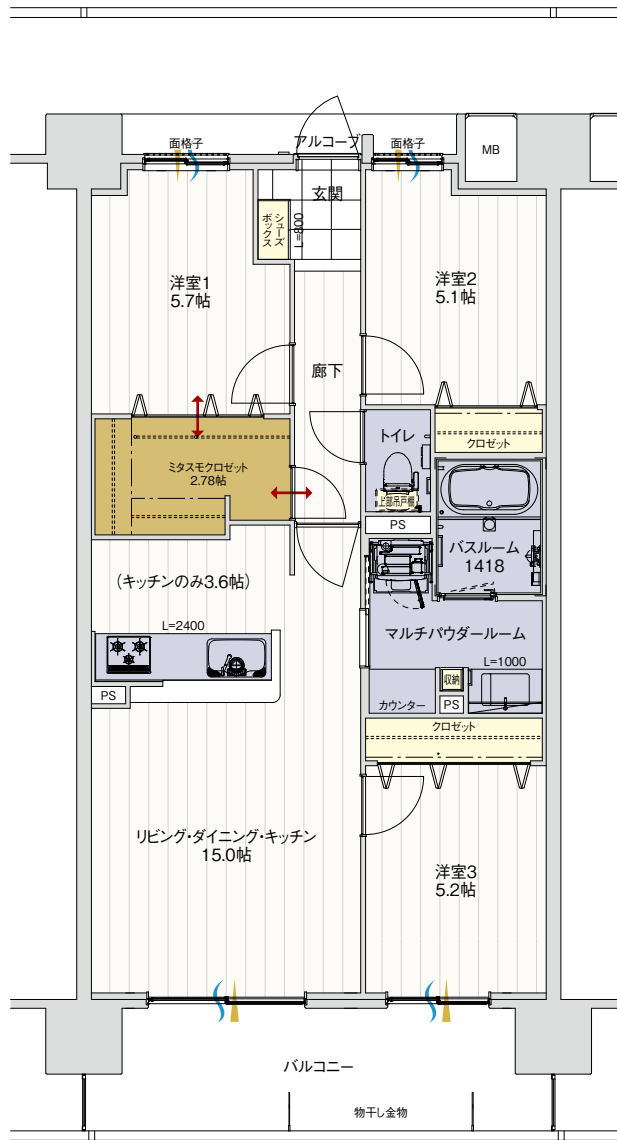 面格子
アルコーブ
面格子
MB
玄関
シューズ
ボックス
L=800
洋室1
5.7帖
洋室2
5.1帖
廊下
トイレ
クロゼット
ミタスモクロゼット
2.78帖
上部吊戸棚
PS
バスルーム
1418
(キッチンのみ3.6帖)
L=2400
マルチパウダールーム
L=1000
収納
PS
カウンター
PS
クロゼット
リビング・ダイニング・キッチン
15.0帖
洋室3
5.2帖
バルコニー
物干し金物